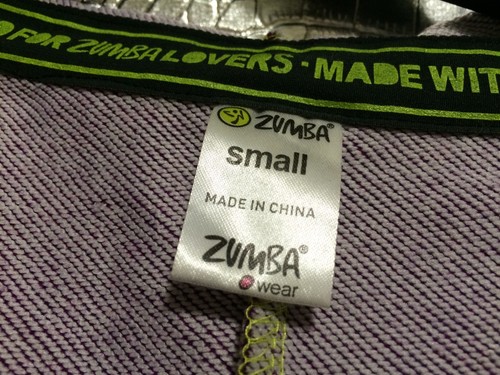 FOR ZUMBA LOVERS · MADE WIT
ZUMBA®
small
MADE IN CHINA
ZUMBA®
wear